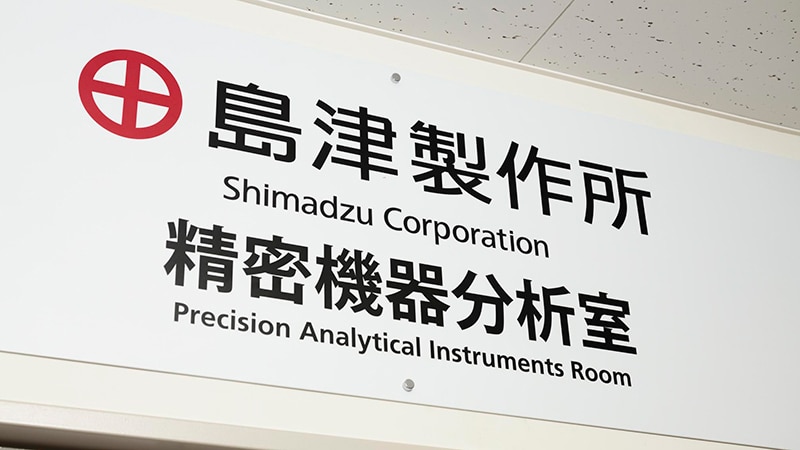 島津製作所
Shimadzu Corporation
精密機器分析室
Precision Analytical Instruments Room